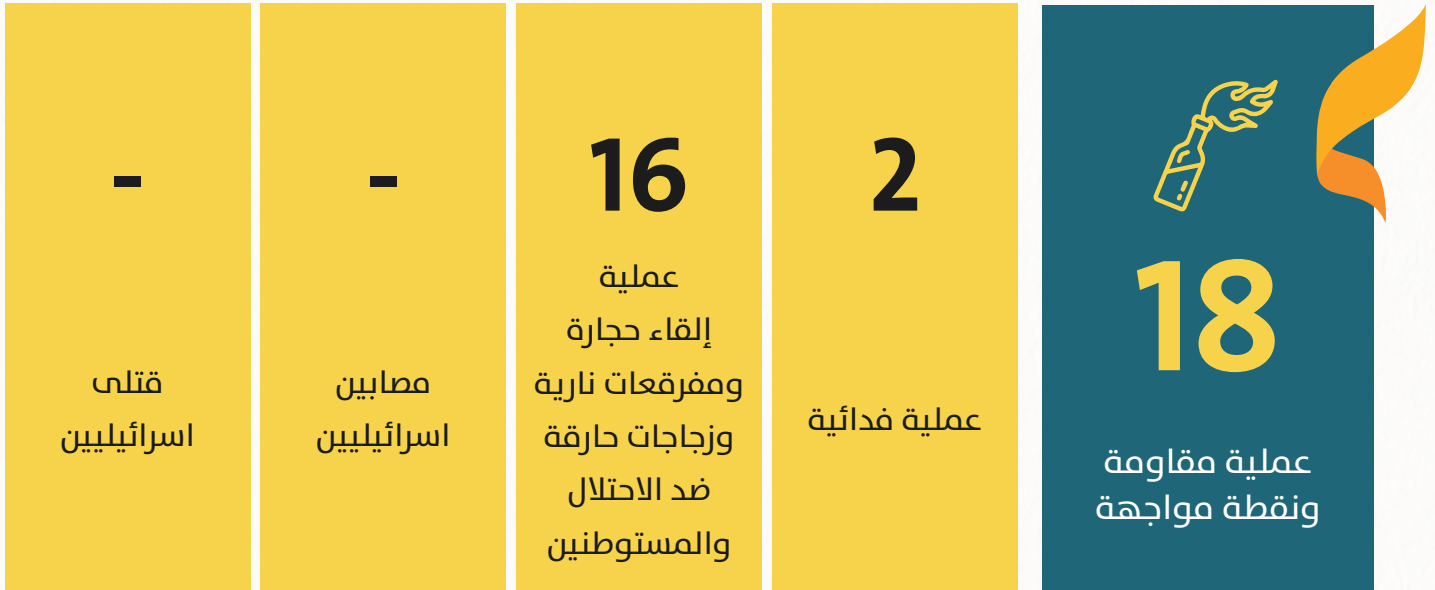 18
عملية مقاومة
ونقطة مواجهة
2
عملية فدائية
16
عملية
إلقاء حجارة
ومفرقعات نارية
وزجاجات حارقة
ضد الاحتلال
والمستوطنين
-
مصابين
اسرائيليين
-
قتلى
اسرائيليين